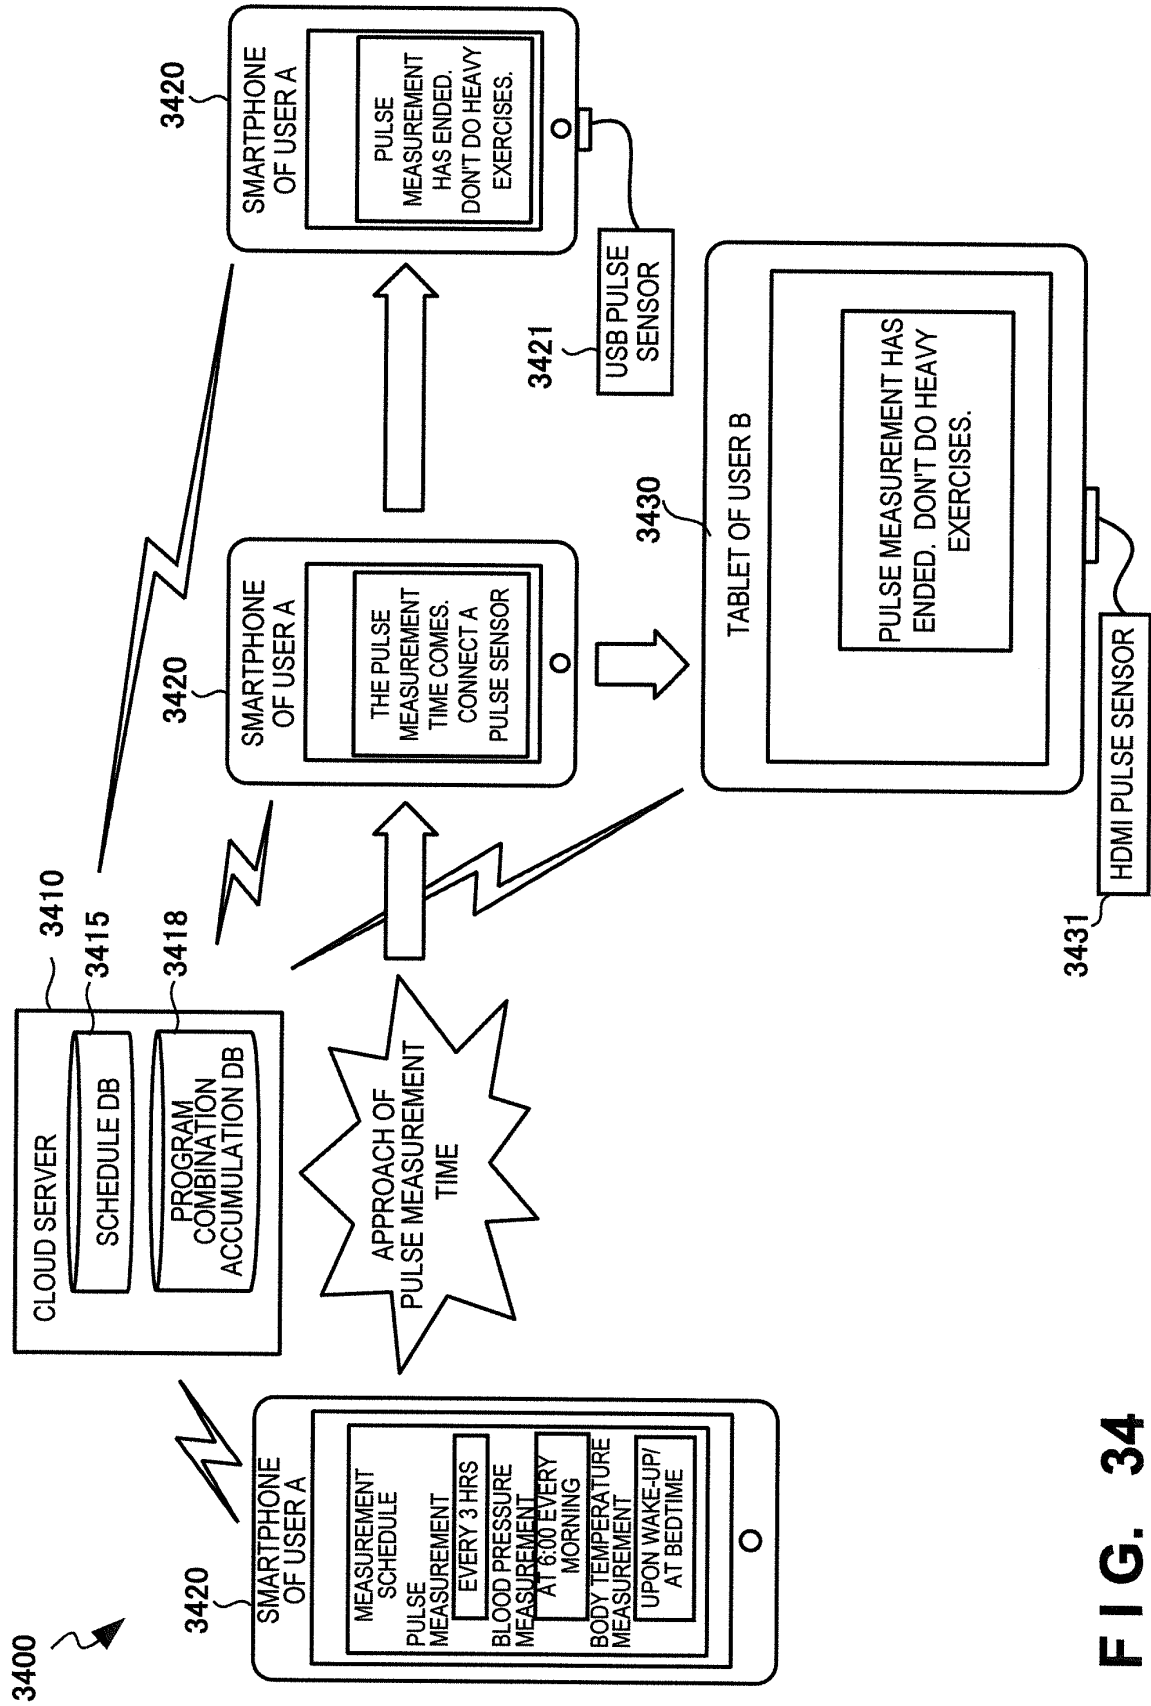 3400
3420
SMARTPHONE
OF USER A
MEASUREMENT
SCHEDULE
PULSE
MEASUREMENT
EVERY 3 HRS
BLOOD PRESSURE
MEASUREMENT
AT 6:00 EVERY
MORNING
BODY TEMPERATURE
MEASUREMENT
UPON WAKE-UP/
AT BEDTIME
3410
CLOUD SERVER
3415
SCHEDULE DB
3418
PROGRAM
COMBINATION
ACCUMULATION DB
APPROACH OF
PULSE MEASUREMENT
TIME
3420
SMARTPHONE
OF USER A
THE PULSE
MEASUREMENT
TIME COMES.
CONNECT A
PULSE SENSOR
3420
SMARTPHONE
OF USER A
PULSE
MEASUREMENT
HAS ENDED.
DON'T DO HEAVY
EXERCISES.
3421
USB PULSE
SENSOR
3430
TABLET OF USER B
PULSE MEASUREMENT HAS
ENDED. DON'T DO HEAVY
EXERCISES.
3431
HDMI PULSE SENSOR
FIG. 34